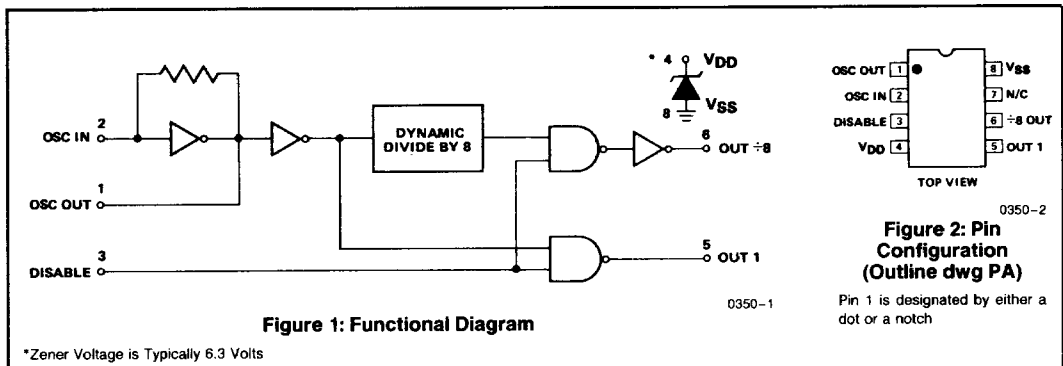 * 4 VDD
VSS
8
2
OSC IN
DYNAMIC
DIVIDE BY 8
6
OUT ÷8
1
OSC OUT
3
DISABLE
5
OUT 1
0350–1
Figure 1: Functional Diagram
*Zener Voltage is Typically 6.3 Volts
OSC OUT 1
8 VSS
OSC IN 2
7 N/C
DISABLE 3
6 ÷8 OUT
VDD 4
5 OUT 1
TOP VIEW
0350–2
Figure 2: Pin
Configuration
(Outline dwg PA)
Pin 1 is designated by either a
dot or a notch